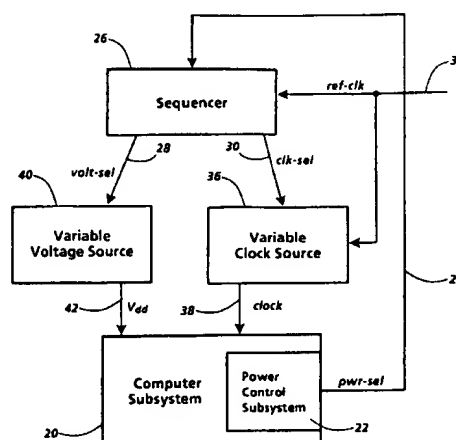 26
3
Sequencer
ref-clk
28
30
volt-sel
clk-sel
40
36
Variable
Voltage Source
Variable
Clock Source
42
Vdd
38
clock
2
Computer
Subsystem
Power
Control
Subsystem
pwr-sel
20
22